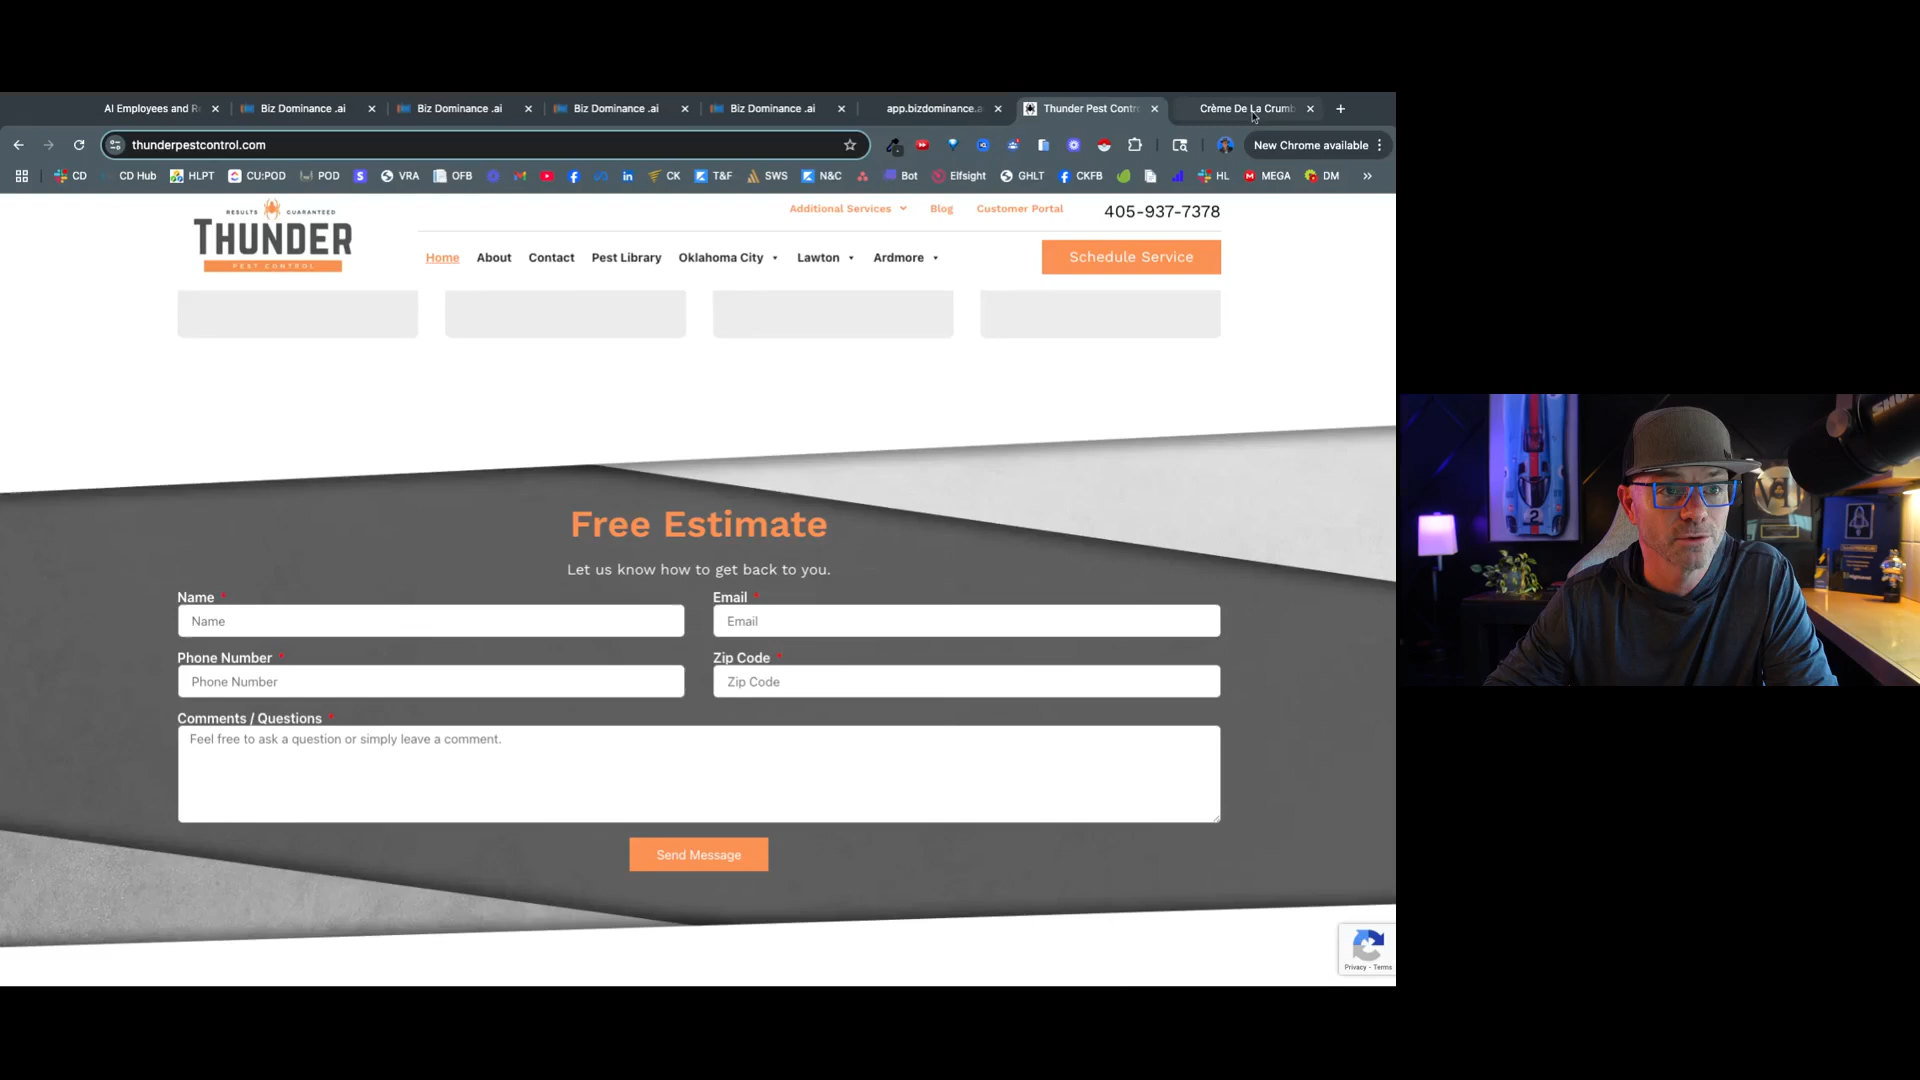 AI Employees and R
Biz Dominance .ai
Biz Dominance .ai
Biz Dominance .ai
Biz Dominance .ai
app.bizdominance.a
Thunder Pest Contr
Crème De La Crumb
thunderpestcontrol.com
New Chrome available
CD
CD Hub
HLPT
CU:POD
POD
VRA
OFB
CK
T&F
SWS
N&C
Bot
Elfsight
GHLT
CKFB
HL
MEGA
DM
RESULTS GUARANTEED
THUNDER
PEST CONTROL
Additional Services
Blog
Customer Portal
405-937-7378
Home
About
Contact
Pest Library
Oklahoma City
Lawton
Ardmore
Schedule Service
Free Estimate
Let us know how to get back to you.
Name *
Email *
Name
Email
Phone Number *
Zip Code *
Phone Number
Zip Code
Comments / Questions *
Feel free to ask a question or simply leave a comment.
Send Message
Privacy - Terms
SHU
2